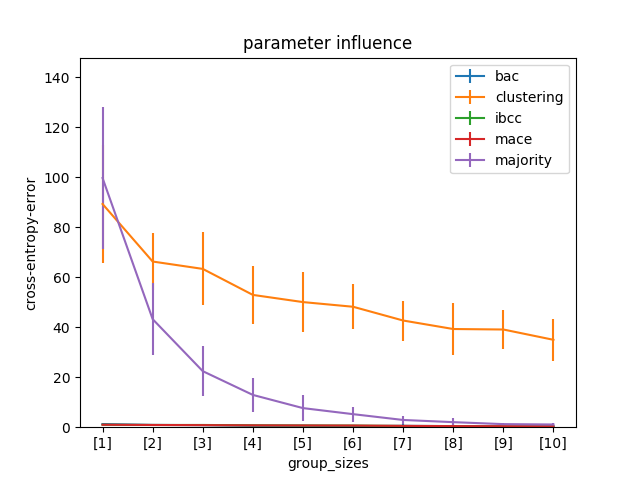 parameter influence
cross-entropy-error
140
120
100
80
60
40
20
0
bac
clustering
ibcc
mace
majority
[1] [2] [3] [4] [5] [6] [7] [8] [9] [10]
group_sizes